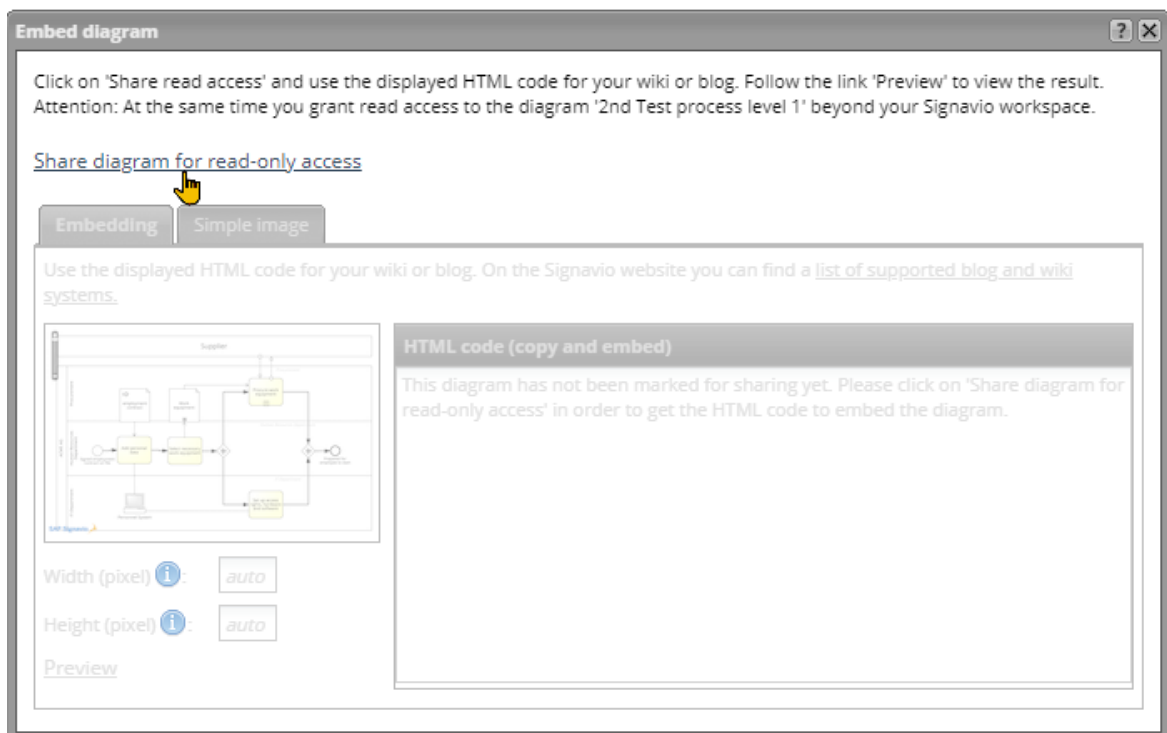 Embed diagram
?
Click on 'Share read access' and use the displayed HTML code for your wiki or blog. Follow the link 'Preview' to view the result.
Attention: At the same time you grant read access to the diagram '2nd Test process level 1' beyond your Signavio workspace.
Share diagram for read-only access
Embedding
Simple image
Use the displayed HTML code for your wiki or blog. On the Signavio website you can find a list of supported blog and wiki
systems.
Supplier
SAP Signavio
HTML code (copy and embed)
This diagram has not been marked for sharing yet. Please click on 'Share diagram for
read-only access' in order to get the HTML code to embed the diagram.
Width (pixel) i :
auto
Height (pixel) i :
auto
Preview